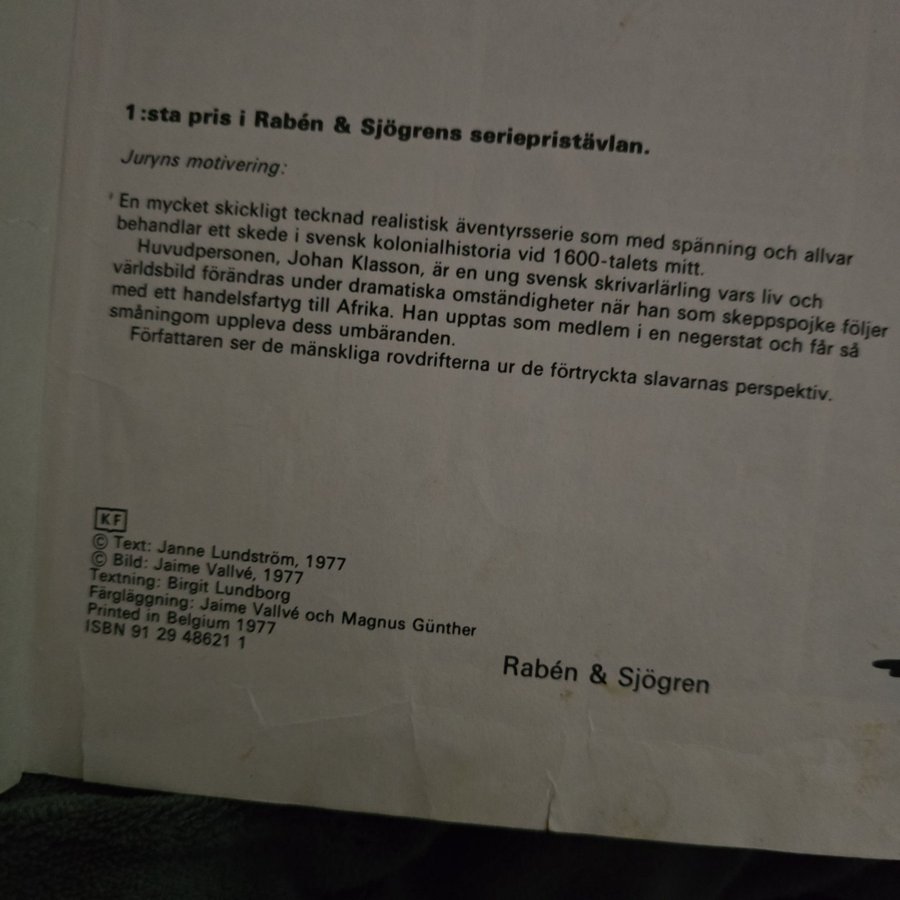 1:sta pris i Rabén & Sjögrens seriepristävlan.
Juryns motivering:
En mycket skickligt tecknad realistisk äventyrsserie som med spänning och allvar
behandlar ett skede i svensk kolonialhistoria vid 1600-talets mitt.
Huvudpersonen, Johan Klasson, är en ung svensk skrivarlärling vars liv och
världsbild förändras under dramatiska omständigheter när han som skeppspojke följer
med ett handelsfartyg till Afrika. Han upptas som medlem i en negerstat och får så
småningom uppleva dess umbäranden.
Författaren ser de mänskliga rovdrifterna ur de förtryckta slavarnas perspektiv.
KF
© Text: Janne Lundström, 1977
© Bild: Jaime Vallvé, 1977
Textning: Birgit Lundborg
Färgläggning: Jaime Vallvé och Magnus Günther
Printed in Belgium 1977
ISBN 91 29 48621 1
Rabén & Sjögren